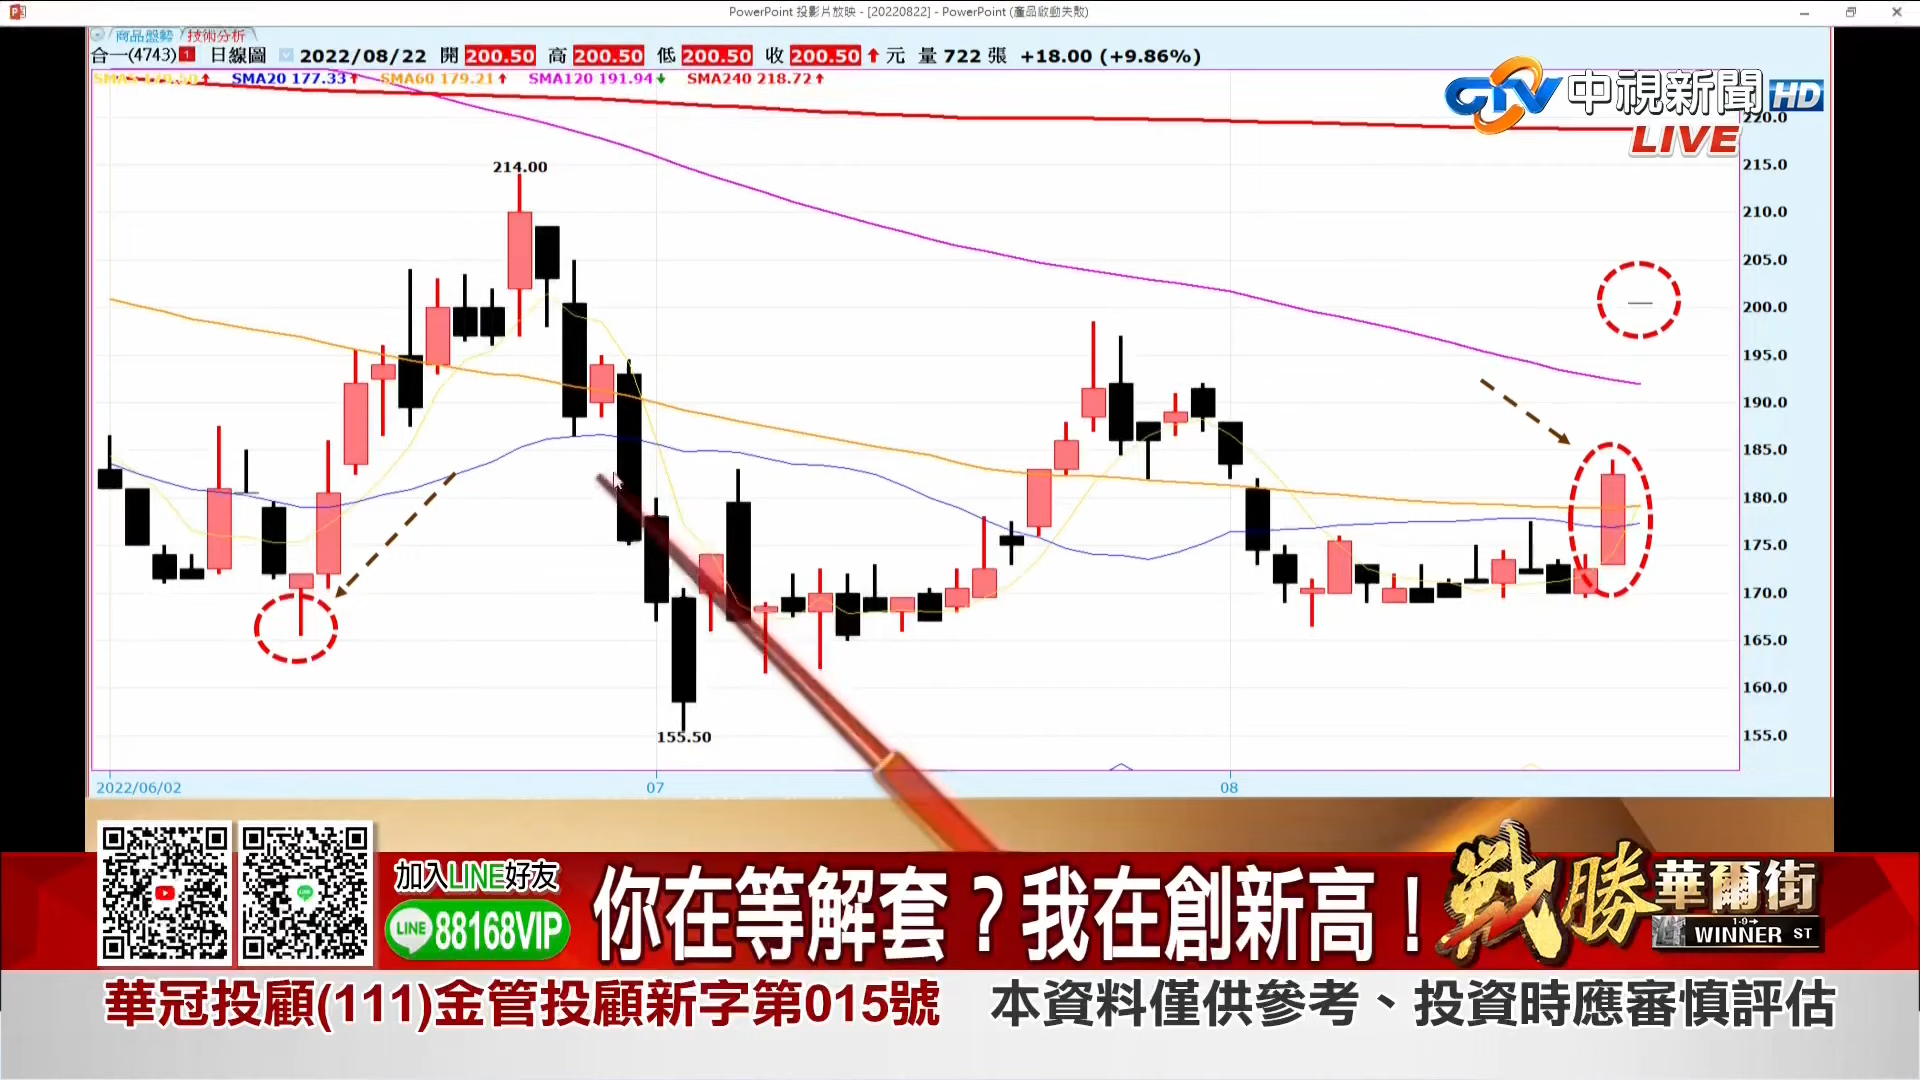 PowerPoint 投影片放映 - [20220822] - PowerPoint (產品啟動失敗)
商品盤勢 技術分析
合一(4743) 1 日線圖 2022/08/22 開 200.50 高 200.50 低 200.50 收 200.50 ↑ 元 量 722 張 +18.00 (+9.86%)
SMA20 177.33↑ SMA60 179.21↑ SMA120 191.94↓ SMA240 218.72↑
CTV 中視新聞 HD
LIVE
220.0
215.0
210.0
205.0
200.0
195.0
190.0
185.0
180.0
175.0
170.0
165.0
160.0
155.0
214.00
155.50
2022/06/02 07 08
加入LINE好友
LINE 88168VIP
你在等解套？我在創新高！
戰勝華爾街
WINNER ST
華冠投顧(111)金管投顧新字第015號 本資料僅供參考、投資時應審慎評估